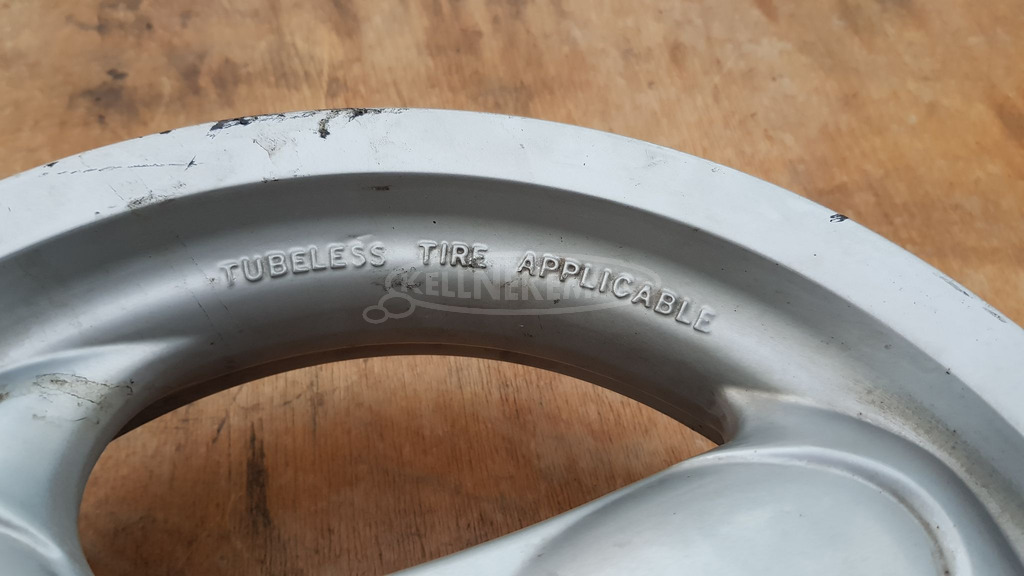 TUBELESS TIRE APPLICABLE